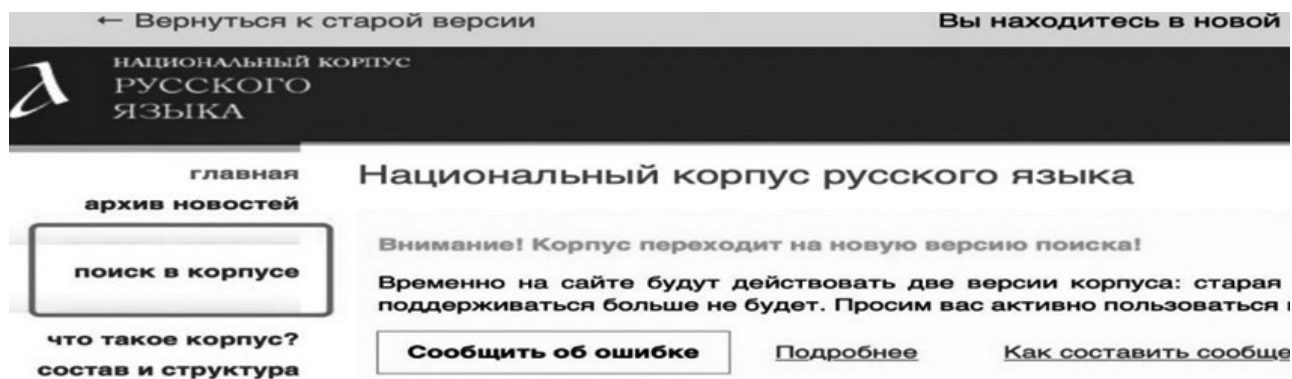 ← Вернуться к старой версии
Вы находитесь в новой
НАЦИОНАЛЬНЫЙ КОРПУС
РУССКОГО
ЯЗЫКА
главная
архив новостей
поиск в корпусе
что такое корпус?
состав и структура
Национальный корпус русского языка
Внимание! Корпус переходит на новую версию поиска!
Временно на сайте будут действовать две версии корпуса: старая
поддерживаться больше не будет. Просим вас активно пользоваться
Сообщить об ошибке
Подробнее
Как составить сообще